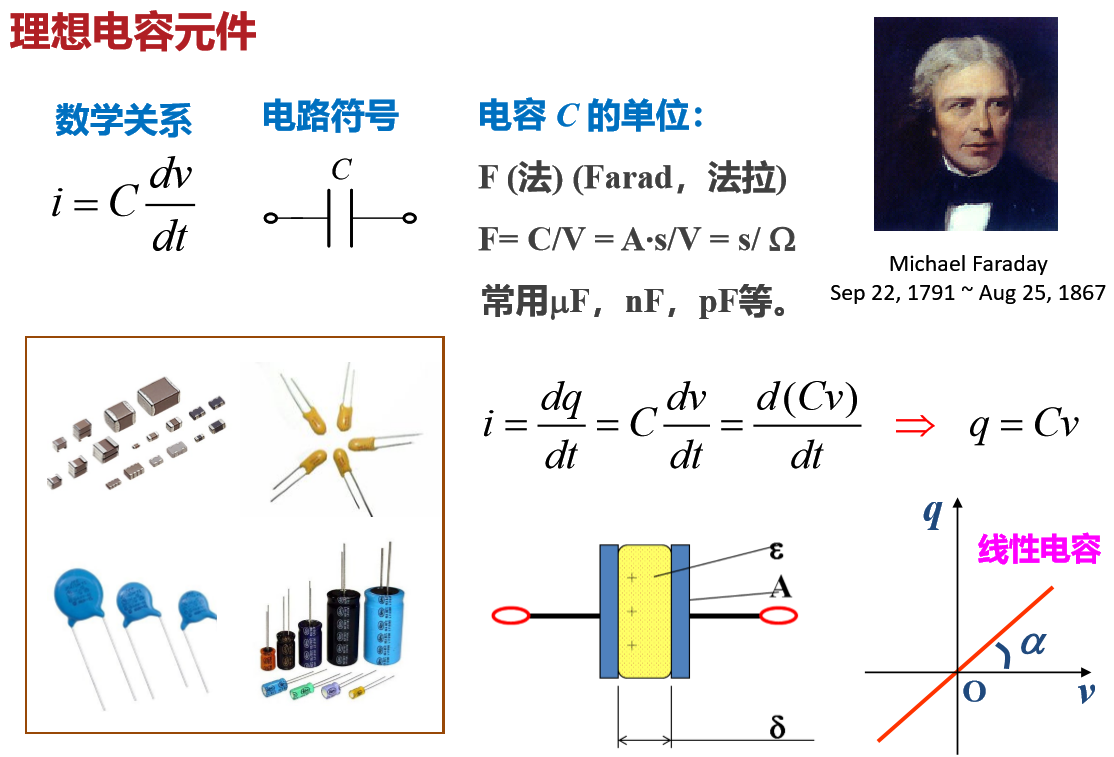 理想电容元件
数学关系
i = C dv/dt
电路符号
C
电容 C 的单位：
F (法) (Farad，法拉)
F= C/V = A·s/V = s/ Ω
常用μF，nF，pF等。
Michael Faraday
Sep 22, 1791 ~ Aug 25, 1867
i = dq/dt = C dv/dt = d(Cv)/dt ⇒ q = Cv
ε
A
+
+
+
δ
q
线性电容
α
O
v